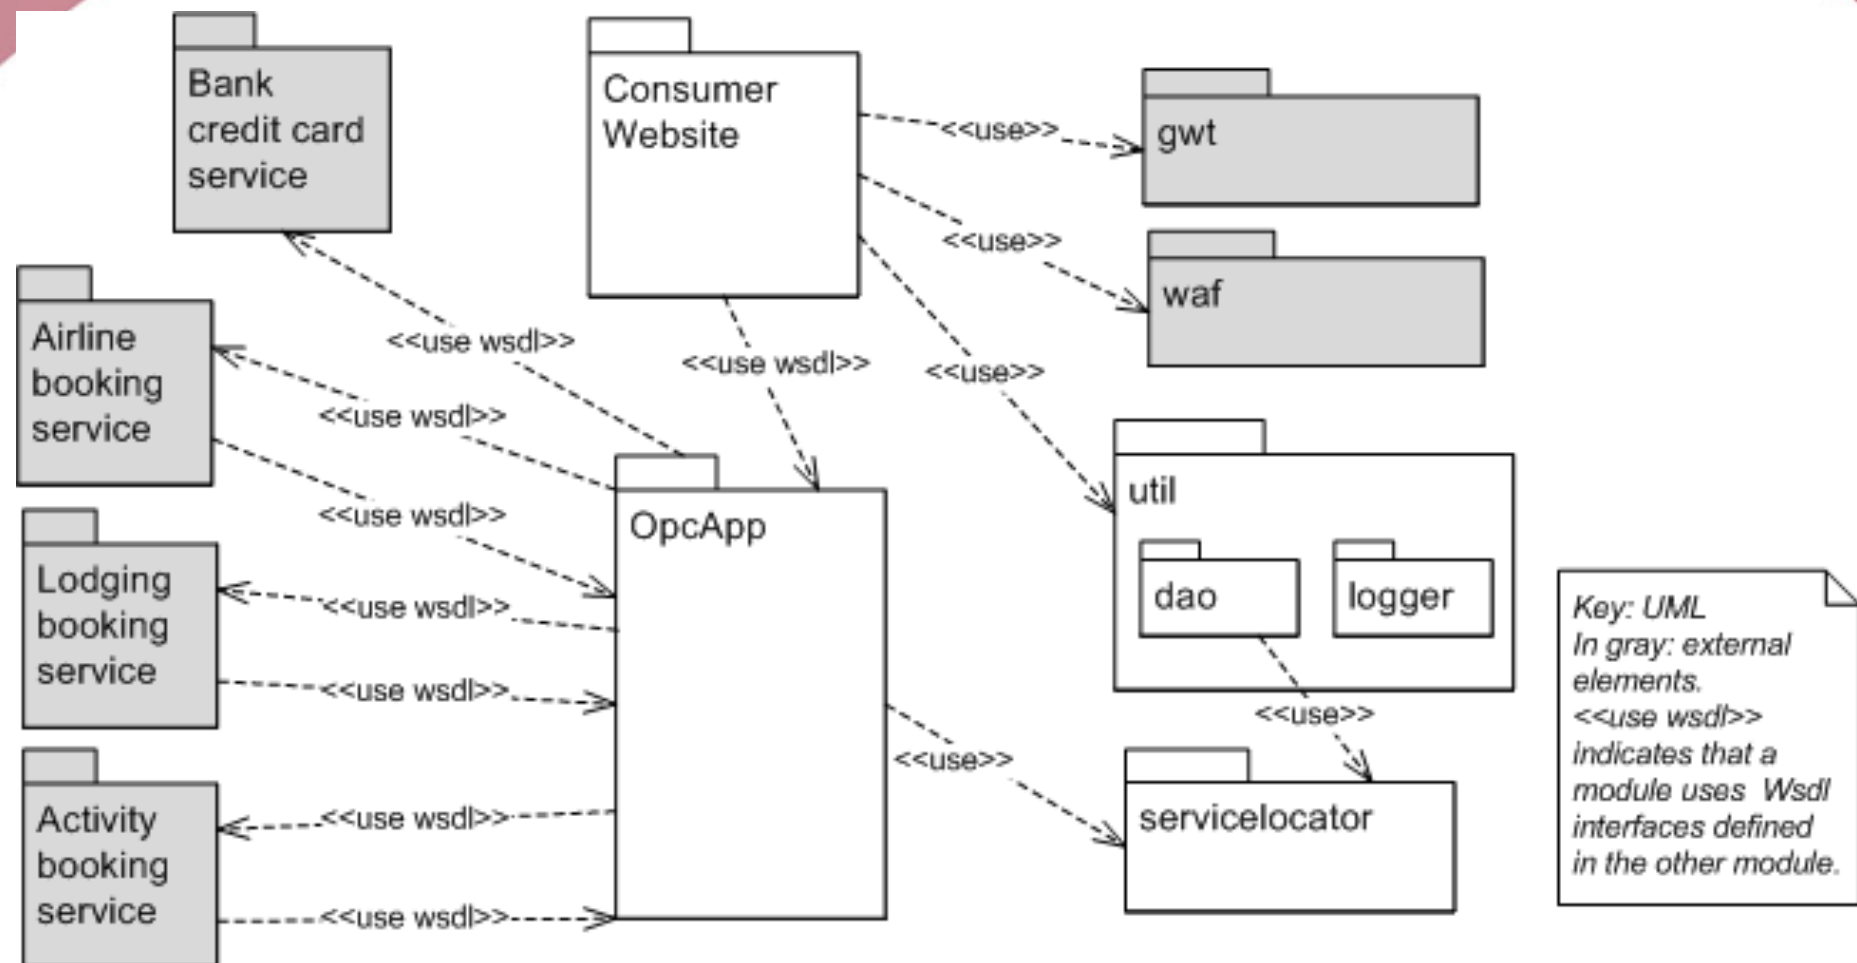 Bank
credit card
service
Consumer
Website
<<use>>
gwt
<<use>>
waf
Airline
booking
service
<<use wsdl>>
<<use wsdl>>
<<use>>
<<use wsdl>>
<<use wsdl>>
OpcApp
util
dao
logger
Lodging
booking
service
<<use wsdl>>
<<use wsdl>>
<<use>>
<<use>>
servicelocator
Activity
booking
service
<<use wsdl>>
<<use wsdl>>
Key: UML
In gray: external
elements.
<<use wsdl>>
indicates that a
module uses Wsdl
interfaces defined
in the other module.